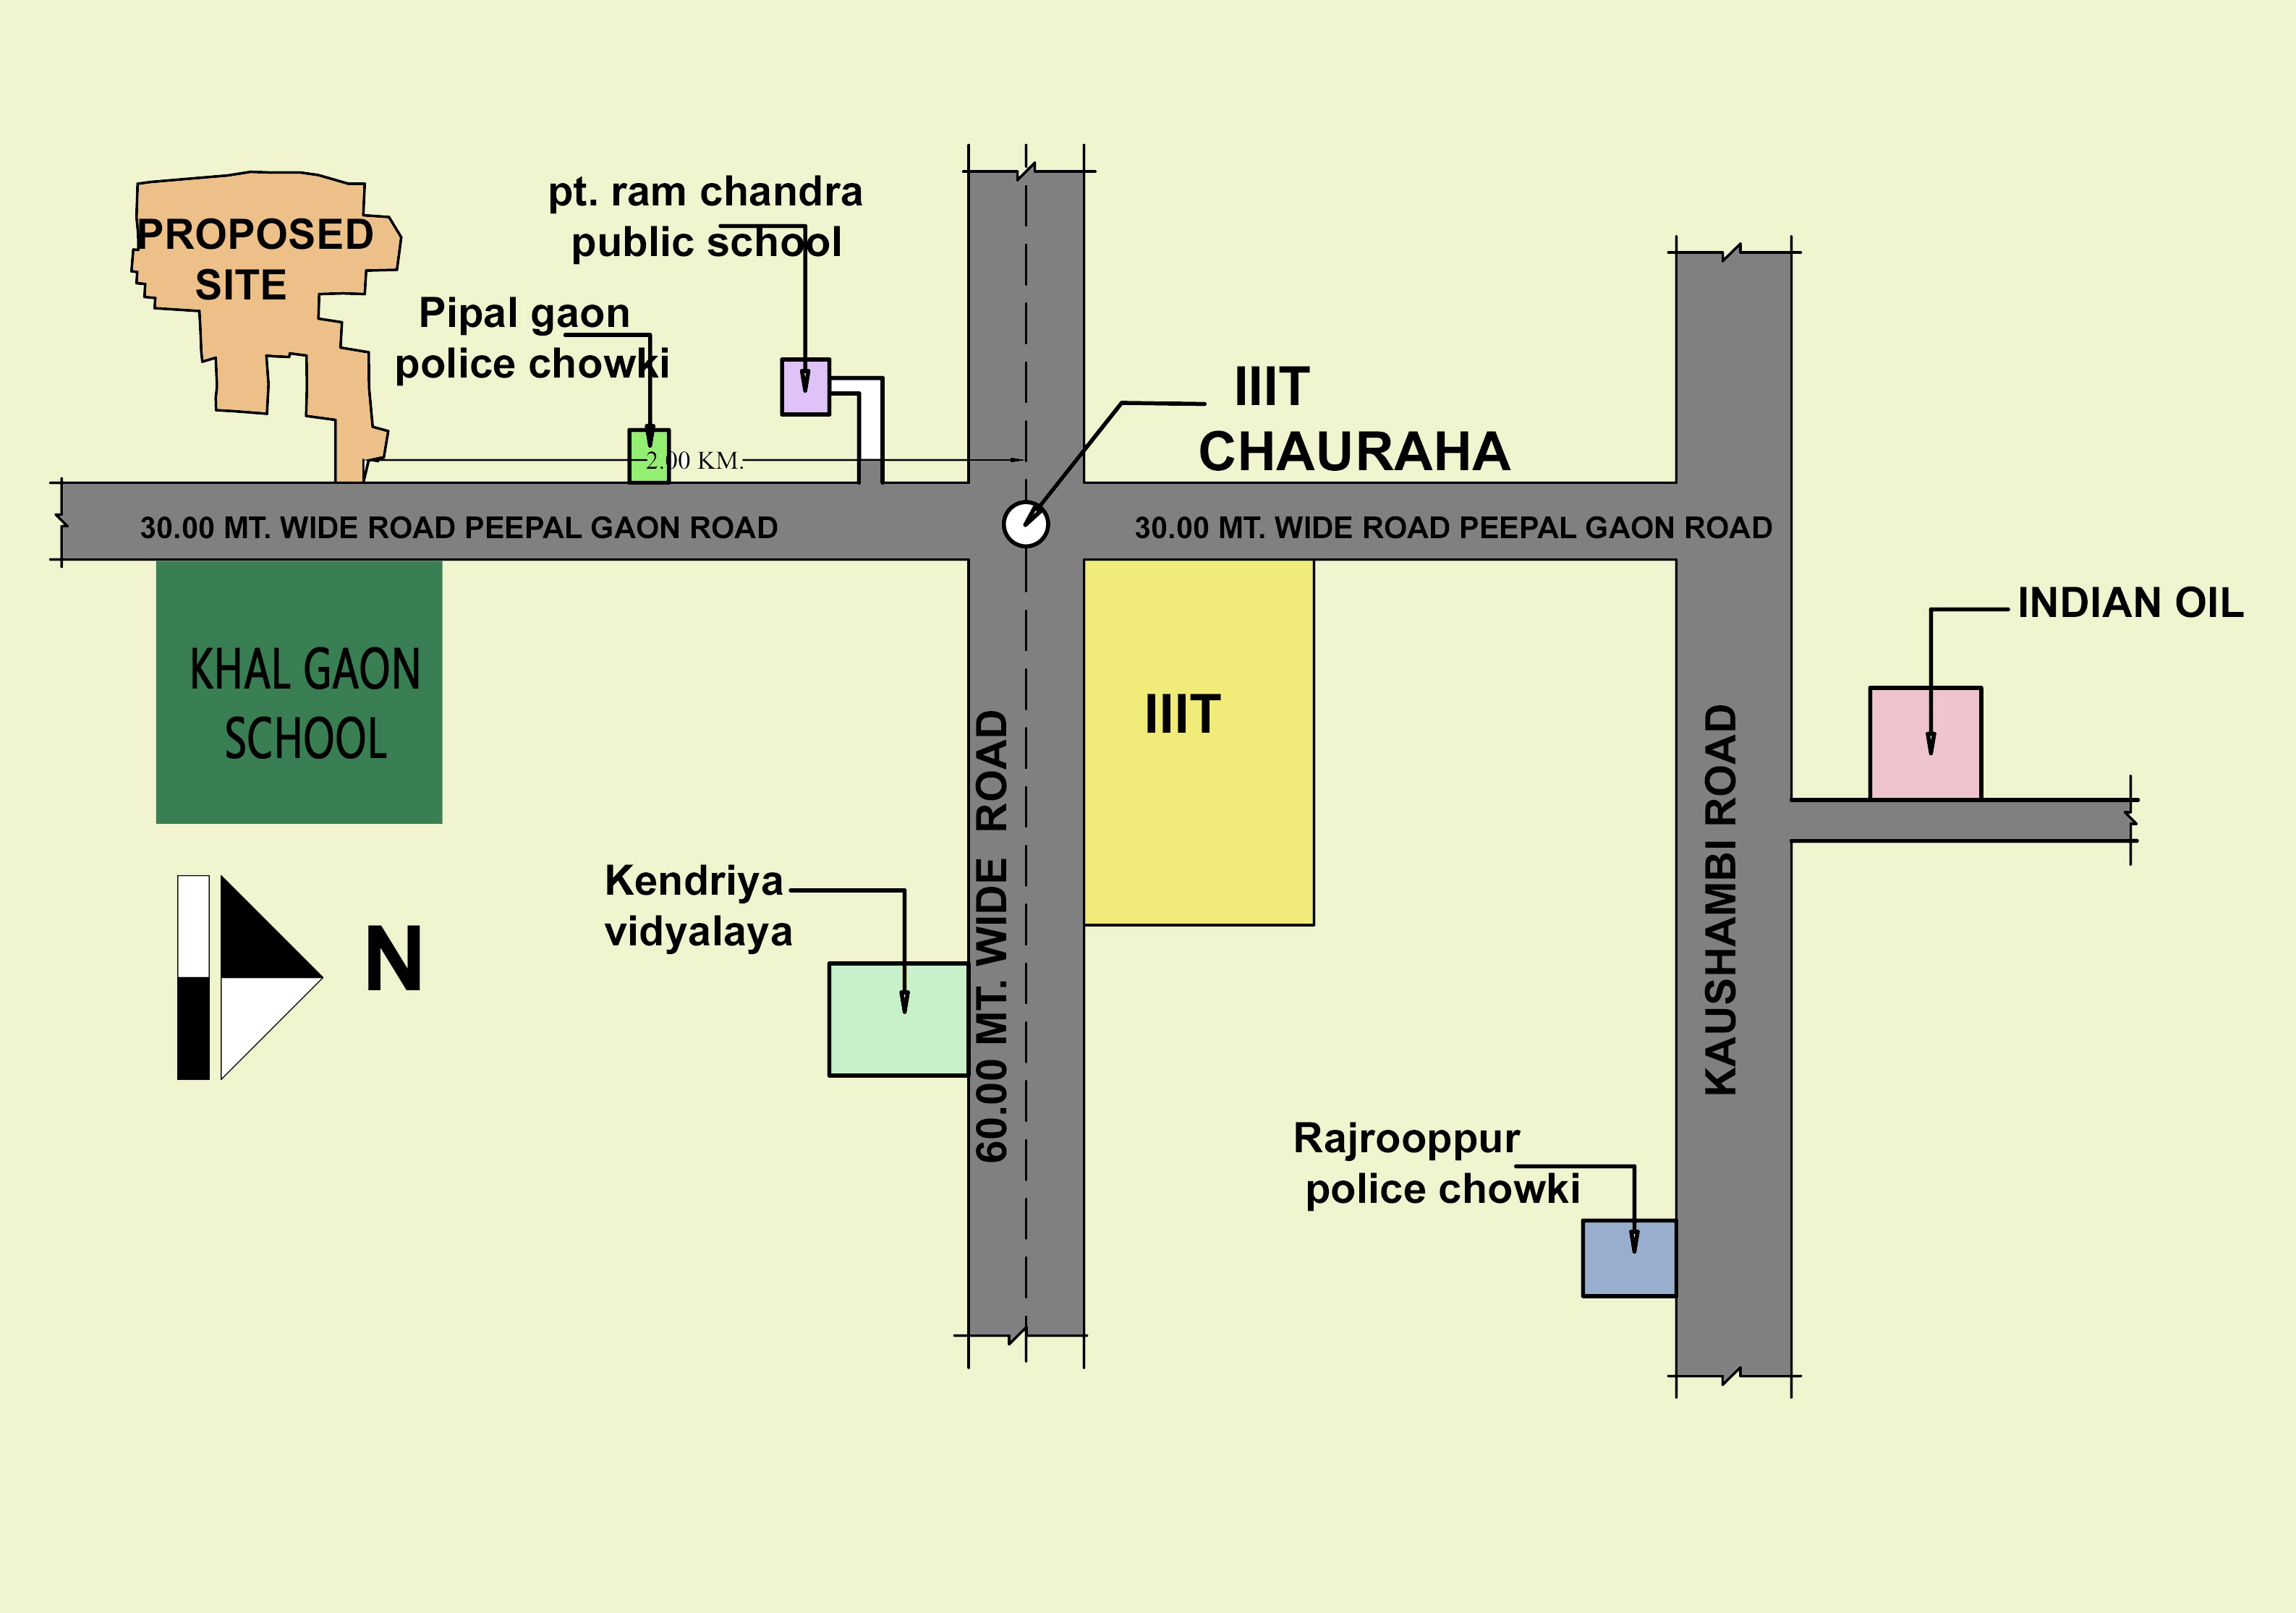 pt. ram chandra
public school
PROPOSED
SITE
Pipal gaon
police chowki
IIIT
CHAURAHA
2.00 KM.
30.00 MT. WIDE ROAD PEEPAL GAON ROAD
30.00 MT. WIDE ROAD PEEPAL GAON ROAD
INDIAN OIL
KHAL GAON
SCHOOL
IIIT
60.00 MT. WIDE ROAD
KAUSHAMBI ROAD
Kendriya
vidyalaya
N
Rajrooppur
police chowki